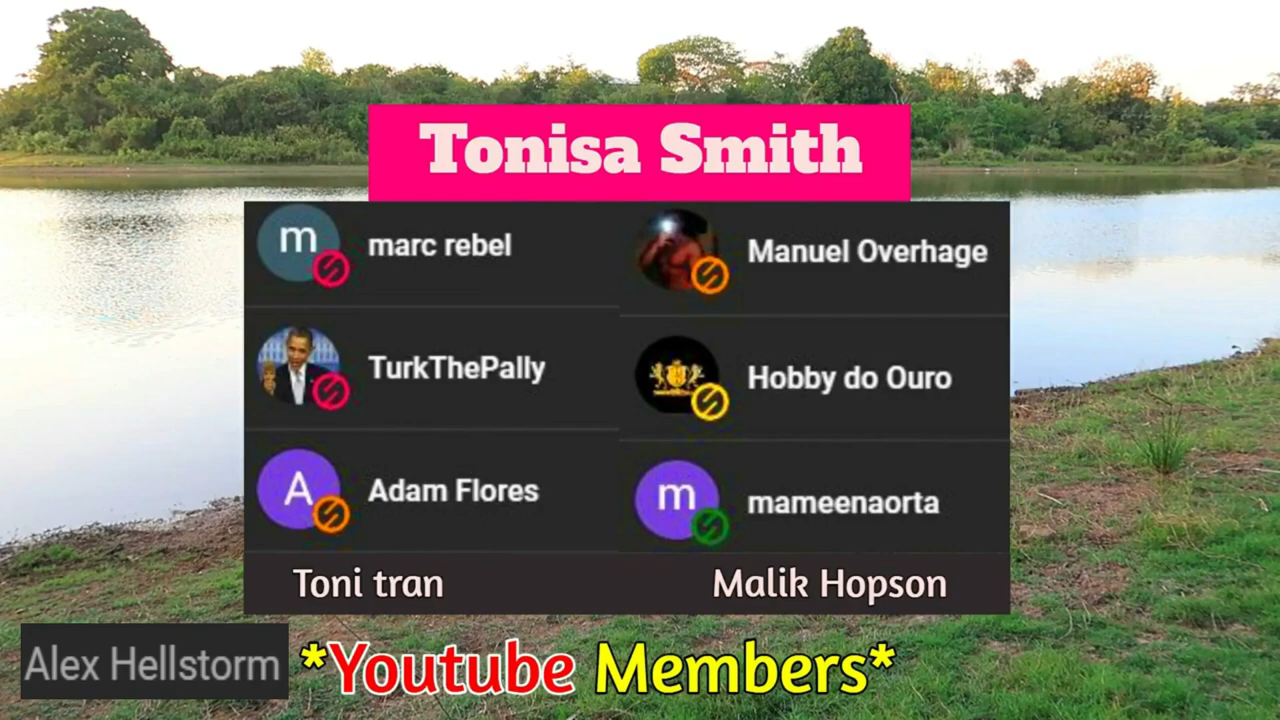 Tonisa Smith
m marc rebel
Manuel Overhage
TurkThePally
Hobby do Ouro
A Adam Flores
m mameenaorta
Toni tran
Malik Hopson
Alex Hellstorm
*Youtube Members*